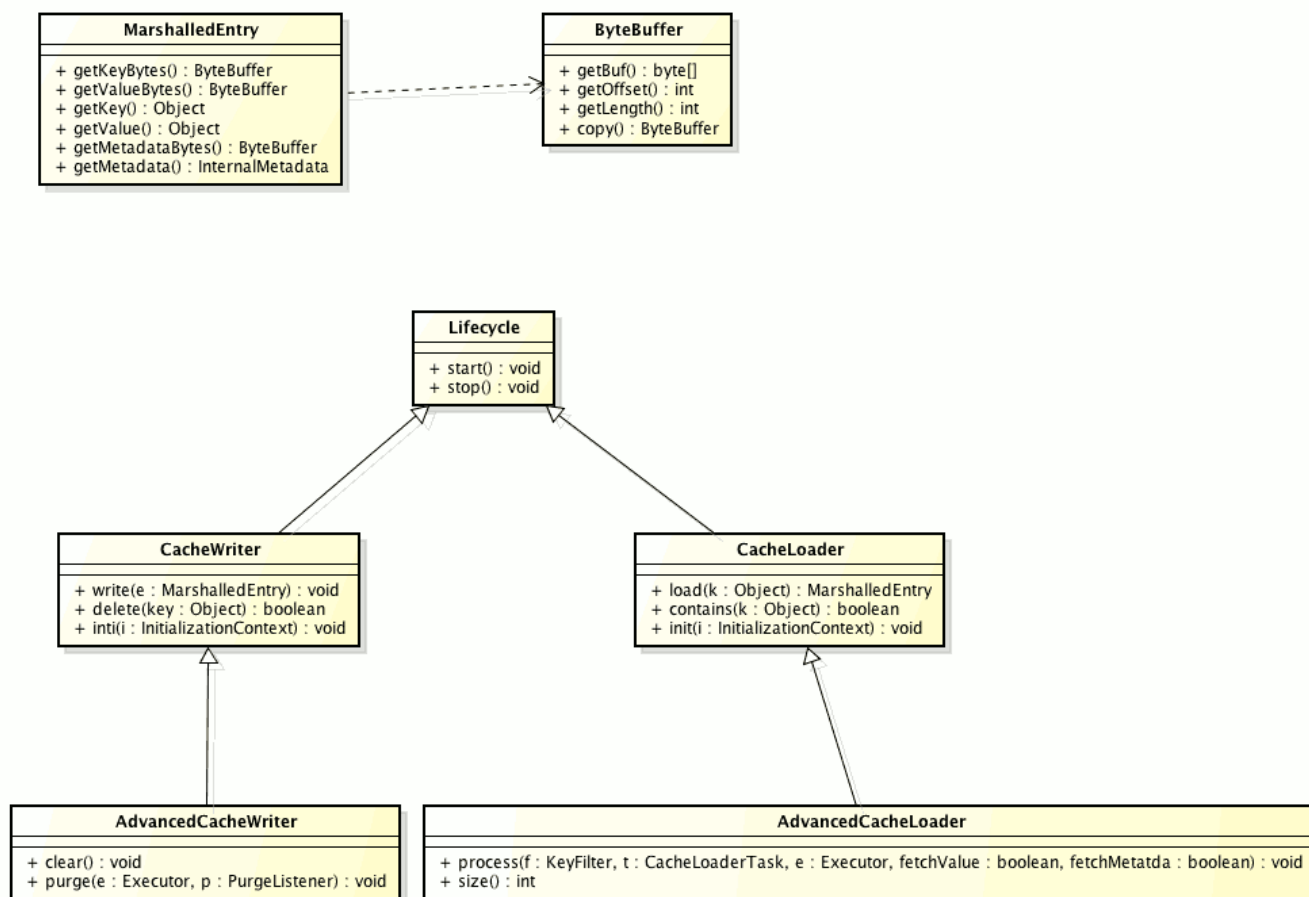 MarshalledEntry
+ getKeyBytes() : ByteBuffer
+ getValueBytes() : ByteBuffer
+ getKey() : Object
+ getValue() : Object
+ getMetadataBytes() : ByteBuffer
+ getMetadata() : InternalMetadata
ByteBuffer
+ getBuf() : byte[]
+ getOffset() : int
+ getLength() : int
+ copy() : ByteBuffer
Lifecycle
+ start() : void
+ stop() : void
CacheWriter
+ write(e : MarshalledEntry) : void
+ delete(key : Object) : boolean
+ inti(i : InitializationContext) : void
CacheLoader
+ load(k : Object) : MarshalledEntry
+ contains(k : Object) : boolean
+ init(i : InitializationContext) : void
AdvancedCacheWriter
+ clear() : void
+ purge(e : Executor, p : PurgeListener) : void
AdvancedCacheLoader
+ process(f : KeyFilter, t : CacheLoaderTask, e : Executor, fetchValue : boolean, fetchMetatda : boolean) : void
+ size() : int